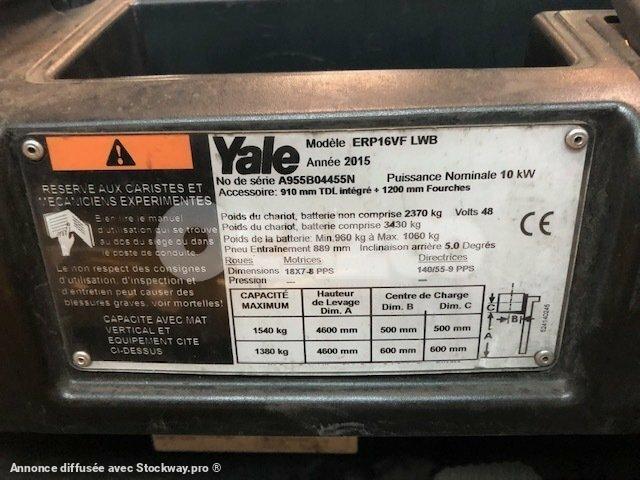 Yale
Modèle ERP16VF LWB
Année 2015
No de série A955B04455N Puissance Nominale 10 kW
Accessoire: 910 mm TDL intégré + 1200 mm Fourches
RESERVE AUX CARISTES ET
MECANICIENS EXPERIMENTES
Bien lire le manuel
d'utilisation qui se trouve
au dos du siège ou dans
le poste de conduite.
Le non respect des consignes
d'utilisation, d'inspection et
d'entretien peut causer des
blessures graves, voir mortelles!
CAPACITE AVEC MAT
VERTICAL ET
EQUIPEMENT CITE
CI-DESSUS
Poids du chariot, batterie non comprise 2370 kg Volts 48
Poids du chariot, batterie comprise 3430 kg
Poids de la batterie: Min.960 kg à Max. 1060 kg
Pneu Entraînement 889 mm Inclinaison arrière 5.0 Degrés
Roues Motrices Directrices
Dimensions 18X7-8 PPS 140/55-9 PPS
Pression --- ---
CAPACITÉ MAXIMUM Hauteur de Levage Dim. A Centre de Charge Dim. B Dim. C
1540 kg 4600 mm 500 mm 500 mm
1380 kg 4600 mm 600 mm 600 mm
CE
C
B
A
Annonce diffusée avec Stockway.pro ®